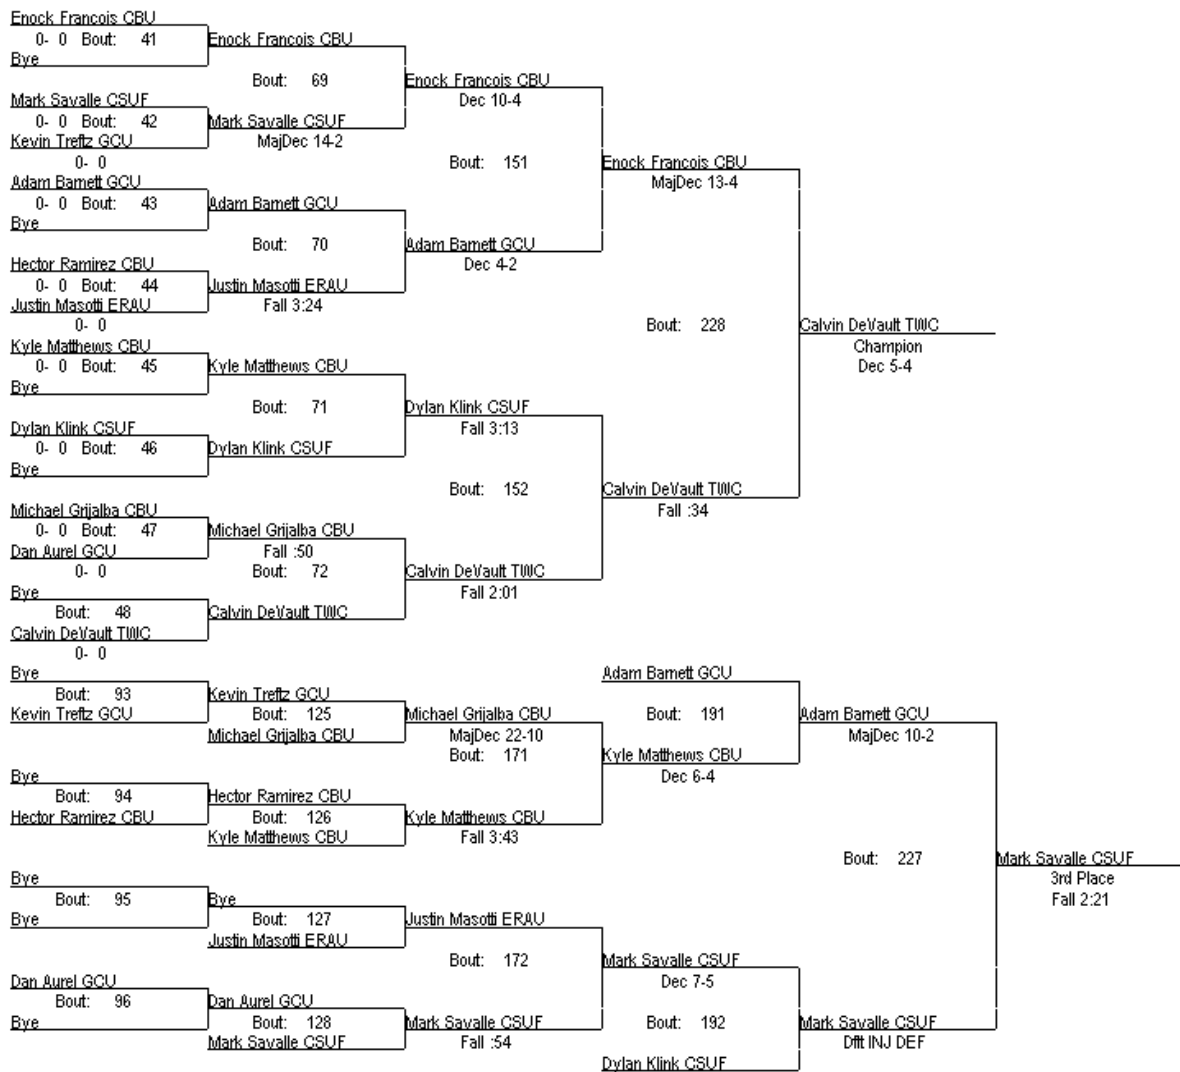 Enock Francois CBU
0- 0 Bout: 41 Enock Francois CBU
Bye
Bout: 69 Enock Francois CBU
Dec 10-4
Mark Savalle CSUF
0- 0 Bout: 42 Mark Savalle CSUF
Kevin Treftz GCU MajDec 14-2
0- 0 Bout: 151 Enock Francois CBU
MajDec 13-4
Adam Barnett GCU
0- 0 Bout: 43 Adam Barnett GCU
Bye
Bout: 70 Adam Barnett GCU
Dec 4-2
Hector Ramirez CBU
0- 0 Bout: 44 Justin Masotti ERAU
Justin Masotti ERAU Fall 3:24
0- 0 Bout: 228 Calvin DeVault TWC
Champion
Dec 5-4
Kyle Matthews CBU
0- 0 Bout: 45 Kyle Matthews CBU
Bye
Bout: 71 Dylan Klink CSUF
Fall 3:13
Dylan Klink CSUF
0- 0 Bout: 46 Dylan Klink CSUF
Bye
Bout: 152 Calvin DeVault TWC
Fall :34
Michael Grijalba CBU
0- 0 Bout: 47 Michael Grijalba CBU
Dan Aurel GCU Fall :50
0- 0 Bout: 72 Calvin DeVault TWC
Fall 2:01
Bye
Bout: 48 Calvin DeVault TWC
Calvin DeVault TWC
0- 0
Bye Adam Barnett GCU
Bout: 93 Kevin Treftz GCU
Kevin Treftz GCU Bout: 125 Michael Grijalba CBU Bout: 191 Adam Barnett GCU
Michael Grijalba CBU MajDec 22-10 MajDec 10-2
Bout: 171 Kyle Matthews CBU
Bye Dec 6-4
Bout: 94 Hector Ramirez CBU
Hector Ramirez CBU Bout: 126 Kyle Matthews CBU
Kyle Matthews CBU Fall 3:43
Bout: 227 Mark Savalle CSUF
Bye 3rd Place
Bout: 95 Bye Fall 2:21
Bye Bout: 127 Justin Masotti ERAU
Justin Masotti ERAU
Bout: 172 Mark Savalle CSUF
Dan Aurel GCU Dec 7-5
Bout: 96 Dan Aurel GCU
Bye Bout: 128 Mark Savalle CSUF Bout: 192 Mark Savalle CSUF
Mark Savalle CSUF Fall :54 Dflt INJ DEF
Dylan Klink CSUF